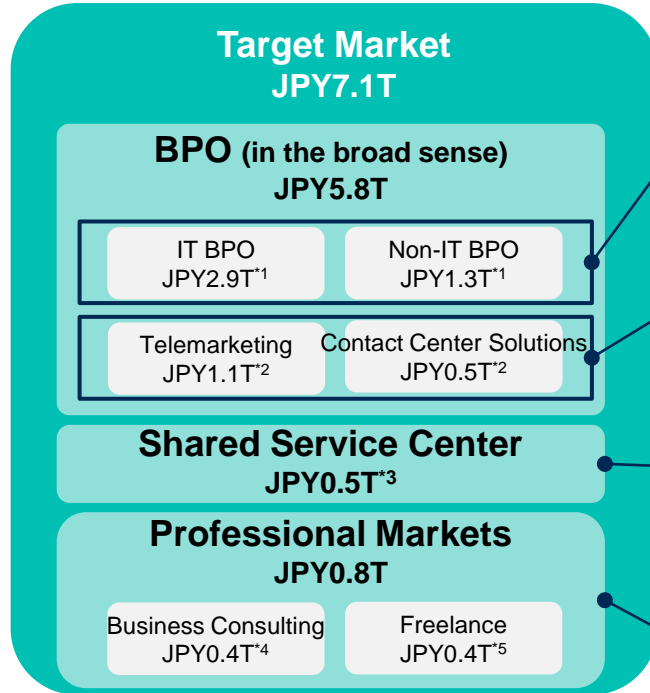 Target Market
JPY7.1T
BPO (in the broad sense)
JPY5.8T
IT BPO
JPY2.9T*1
Non-IT BPO
JPY1.3T*1
Telemarketing
JPY1.1T*2
Contact Center Solutions
JPY0.5T*2
Shared Service Center
JPY0.5T*3
Professional Markets
JPY0.8T
Business Consulting
JPY0.4T*4
Freelance
JPY0.4T*5